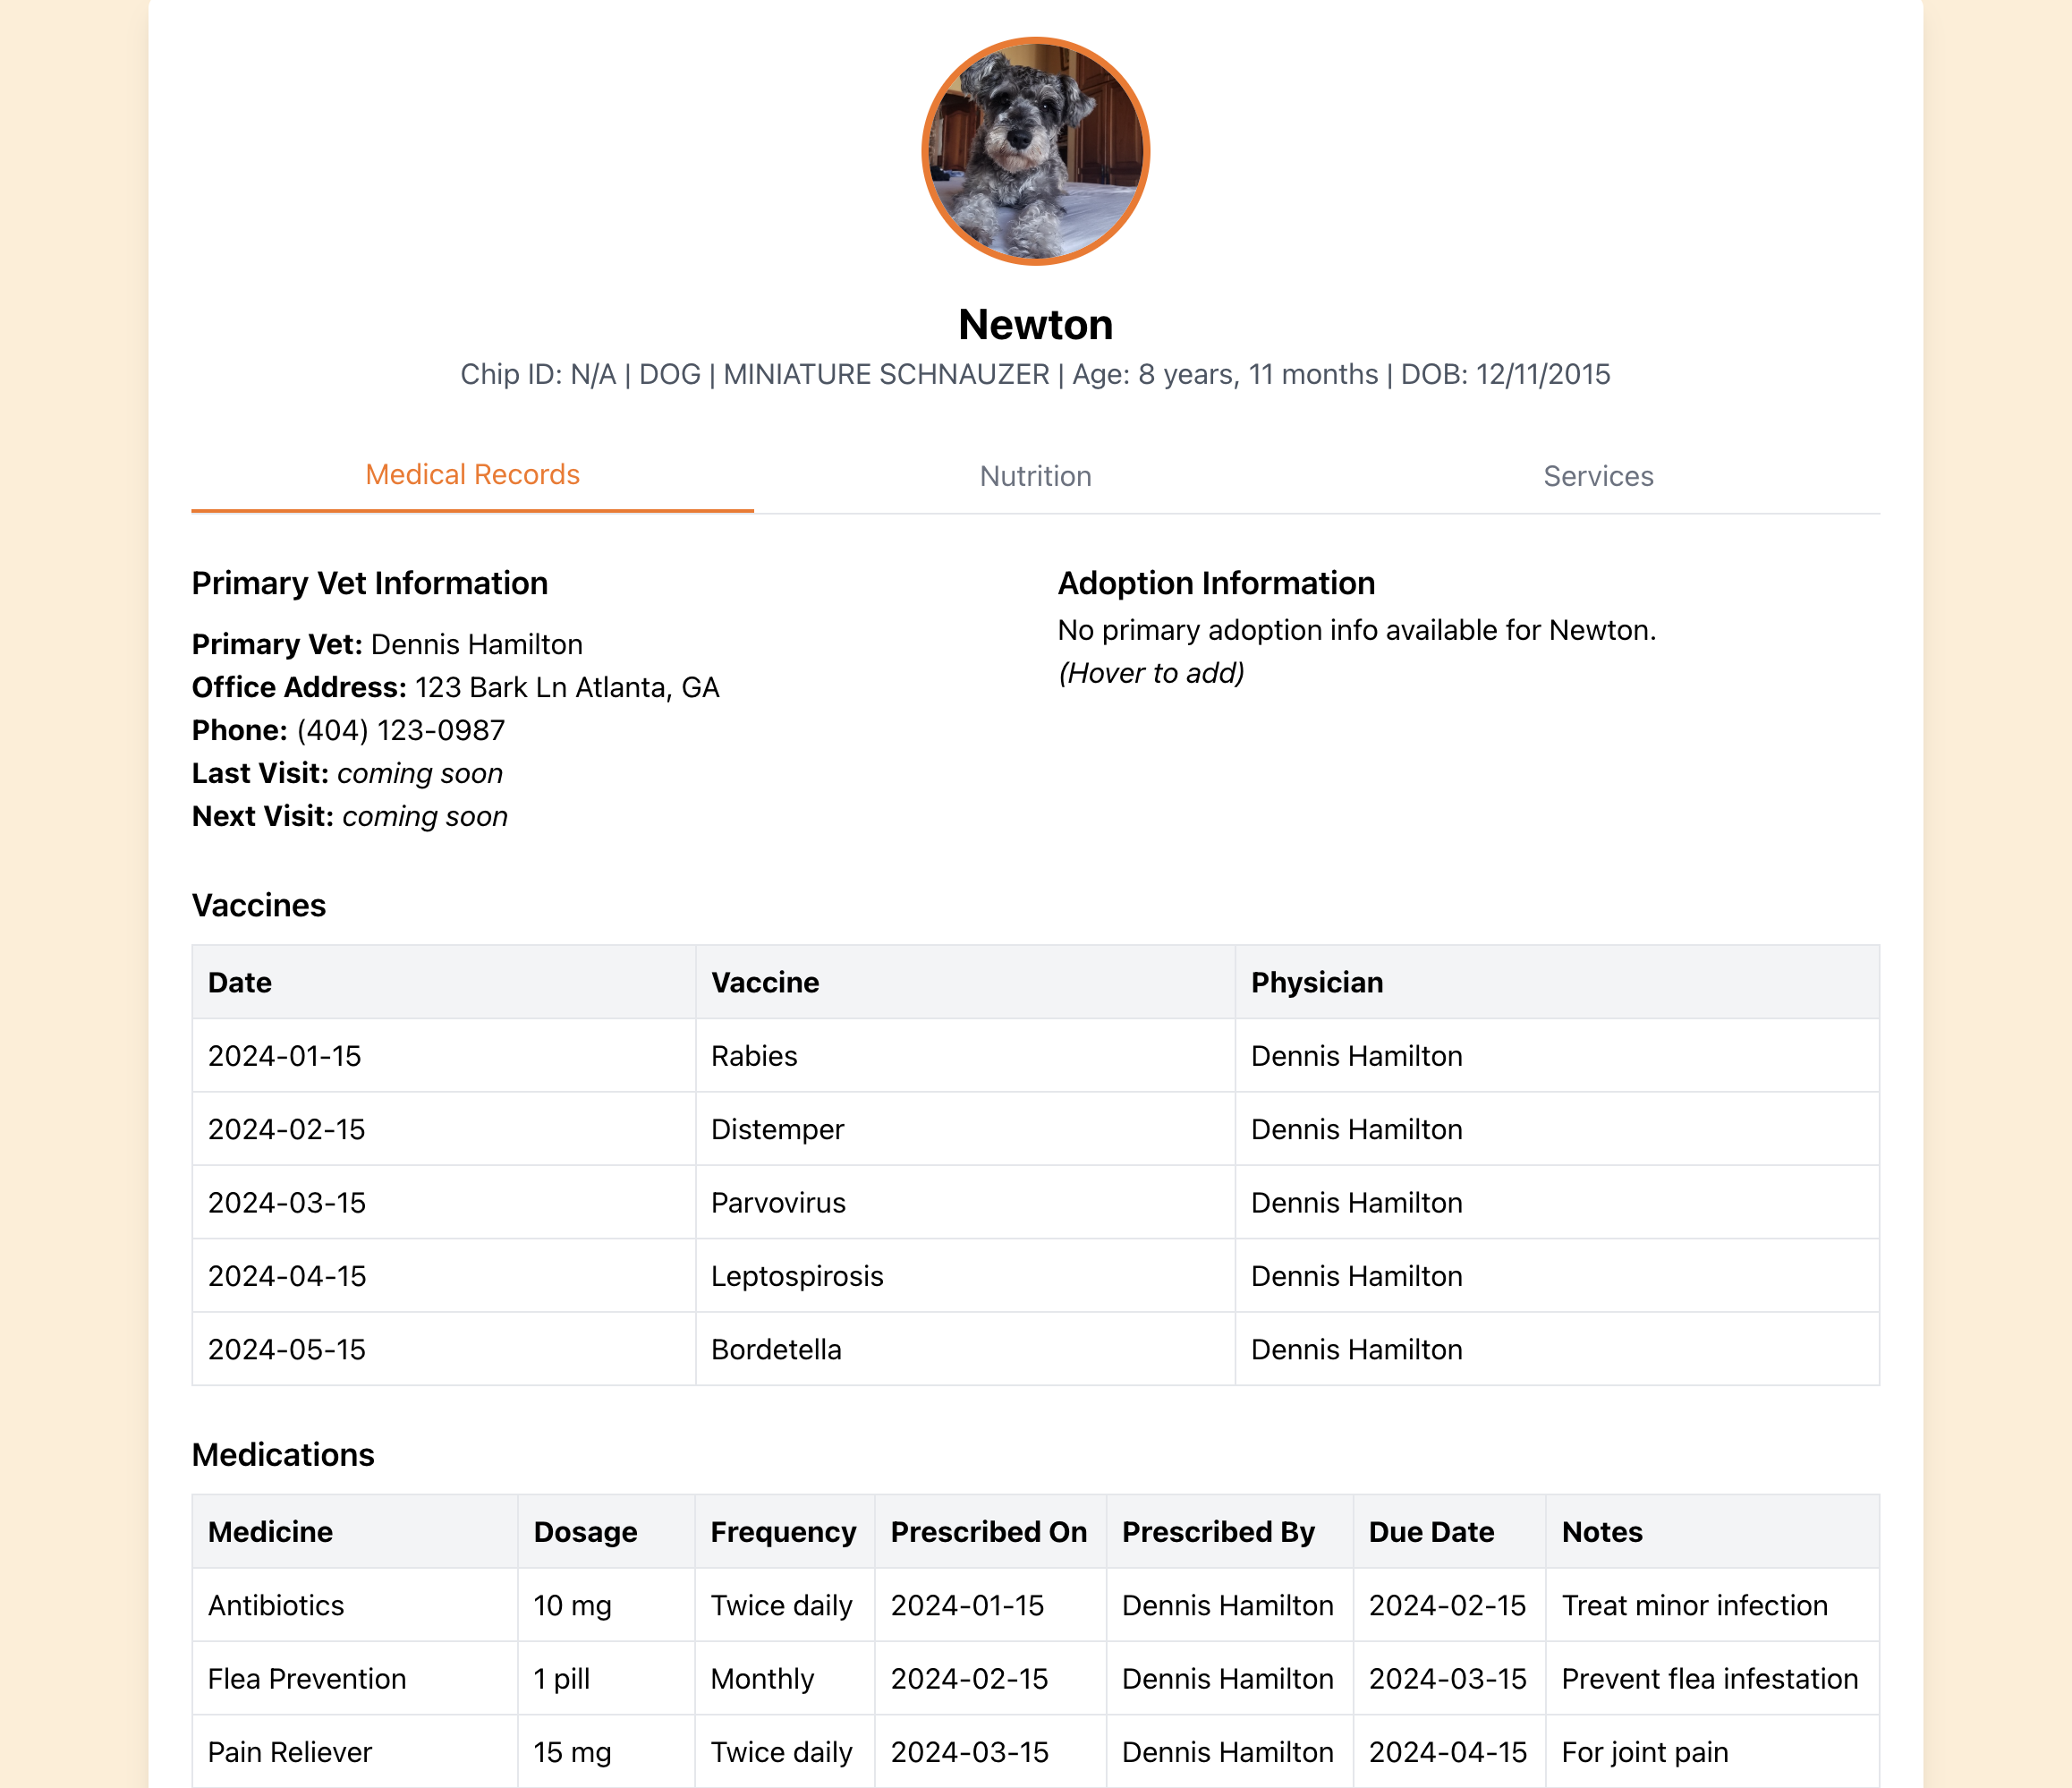 Newton
Chip ID: N/A | DOG | MINIATURE SCHNAUZER | Age: 8 years, 11 months | DOB: 12/11/2015
Medical Records Nutrition Services
Primary Vet Information
Primary Vet: Dennis Hamilton
Office Address: 123 Bark Ln Atlanta, GA
Phone: (404) 123-0987
Last Visit: coming soon
Next Visit: coming soon
Adoption Information
No primary adoption info available for Newton.
(Hover to add)
Vaccines
Date Vaccine Physician
2024-01-15 Rabies Dennis Hamilton
2024-02-15 Distemper Dennis Hamilton
2024-03-15 Parvovirus Dennis Hamilton
2024-04-15 Leptospirosis Dennis Hamilton
2024-05-15 Bordetella Dennis Hamilton
Medications
Medicine Dosage Frequency Prescribed On Prescribed By Due Date Notes
Antibiotics 10 mg Twice daily 2024-01-15 Dennis Hamilton 2024-02-15 Treat minor infection
Flea Prevention 1 pill Monthly 2024-02-15 Dennis Hamilton 2024-03-15 Prevent flea infestation
Pain Reliever 15 mg Twice daily 2024-03-15 Dennis Hamilton 2024-04-15 For joint pain